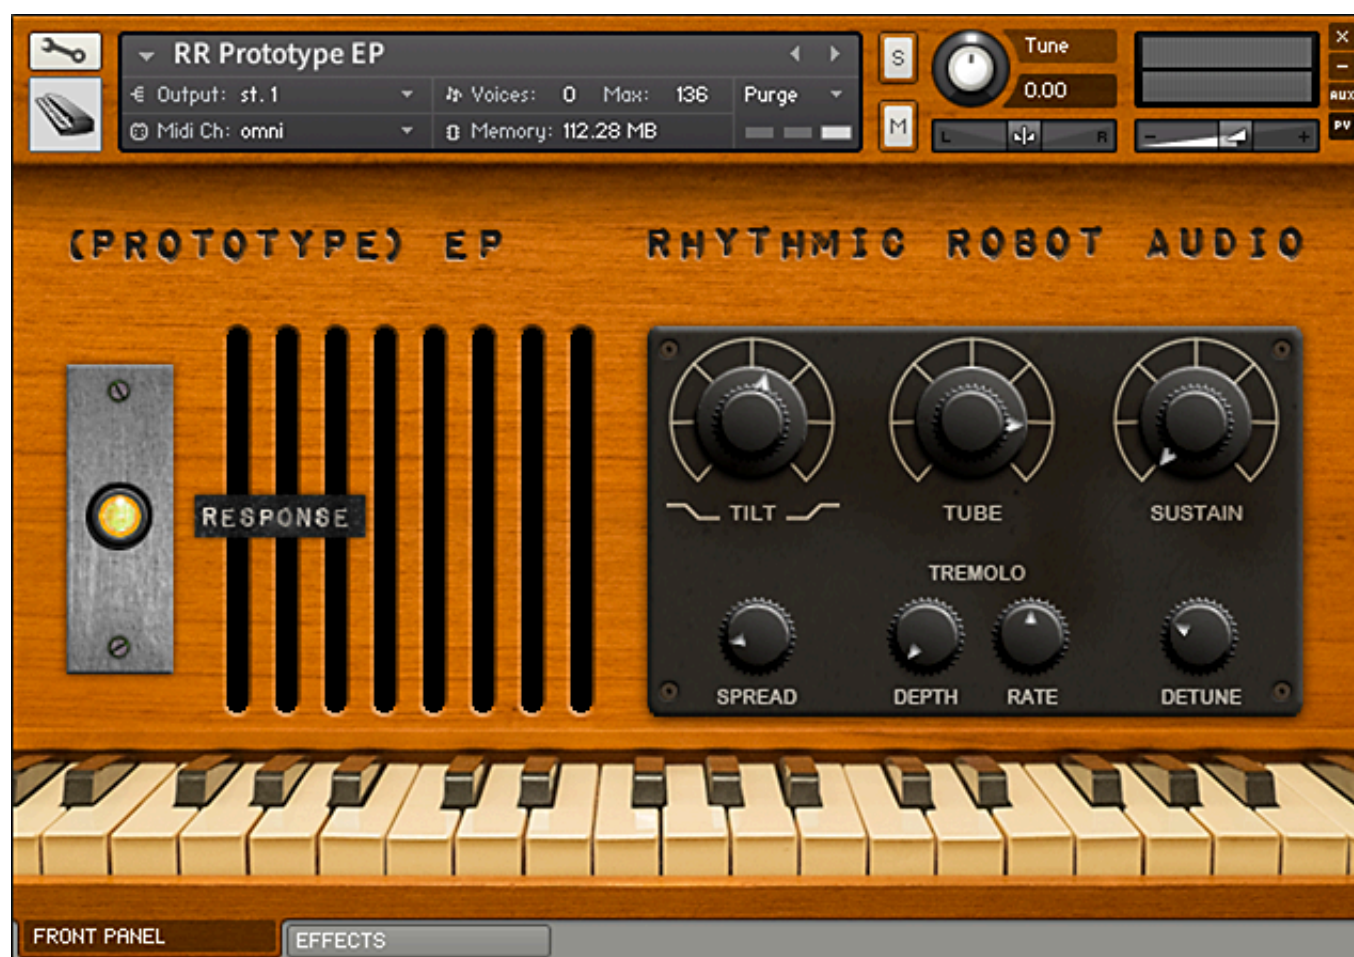 RR Prototype EP
S
Tune
X
-
Output: st. 1
Voices: 0 Max: 136
Purge
0.00
AUX
Midi Ch: omni
Memory: 112.28 MB
M
L
R
- +
PV
(PROTOTYPE) EP
RHYTHMIC ROBOT AUDIO
RESPONSE
TILT
TUBE
SUSTAIN
TREMOLO
SPREAD
DEPTH
RATE
DETUNE
FRONT PANEL
EFFECTS